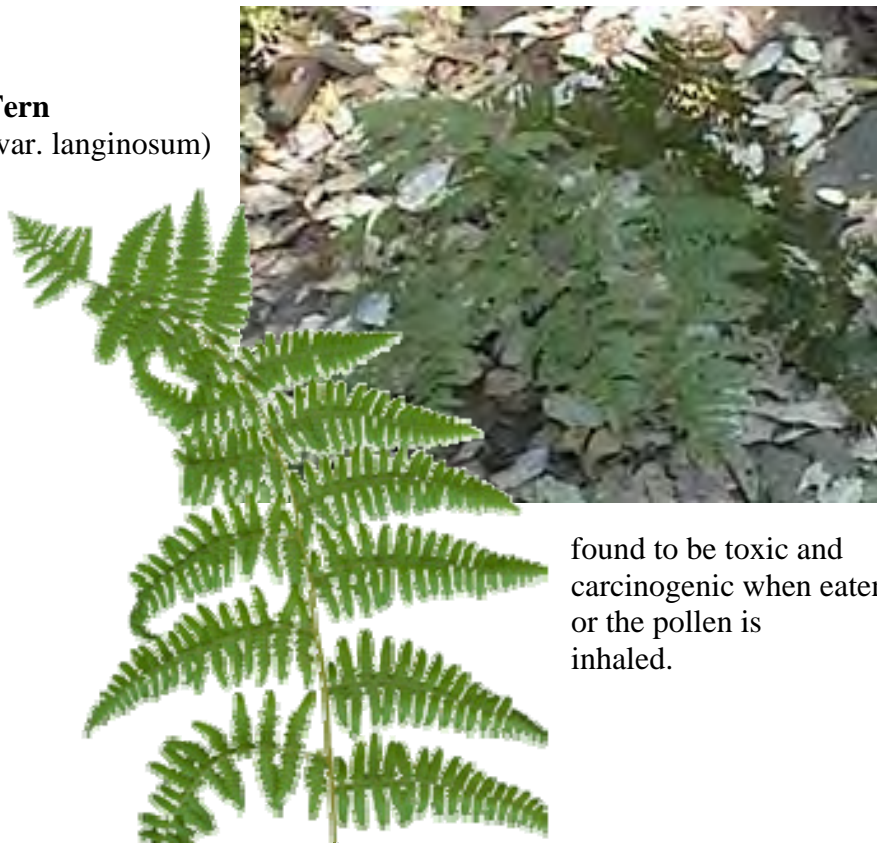 Fern
var. langinosum)
found to be toxic and
carcinogenic when eaten
or the pollen is
inhaled.